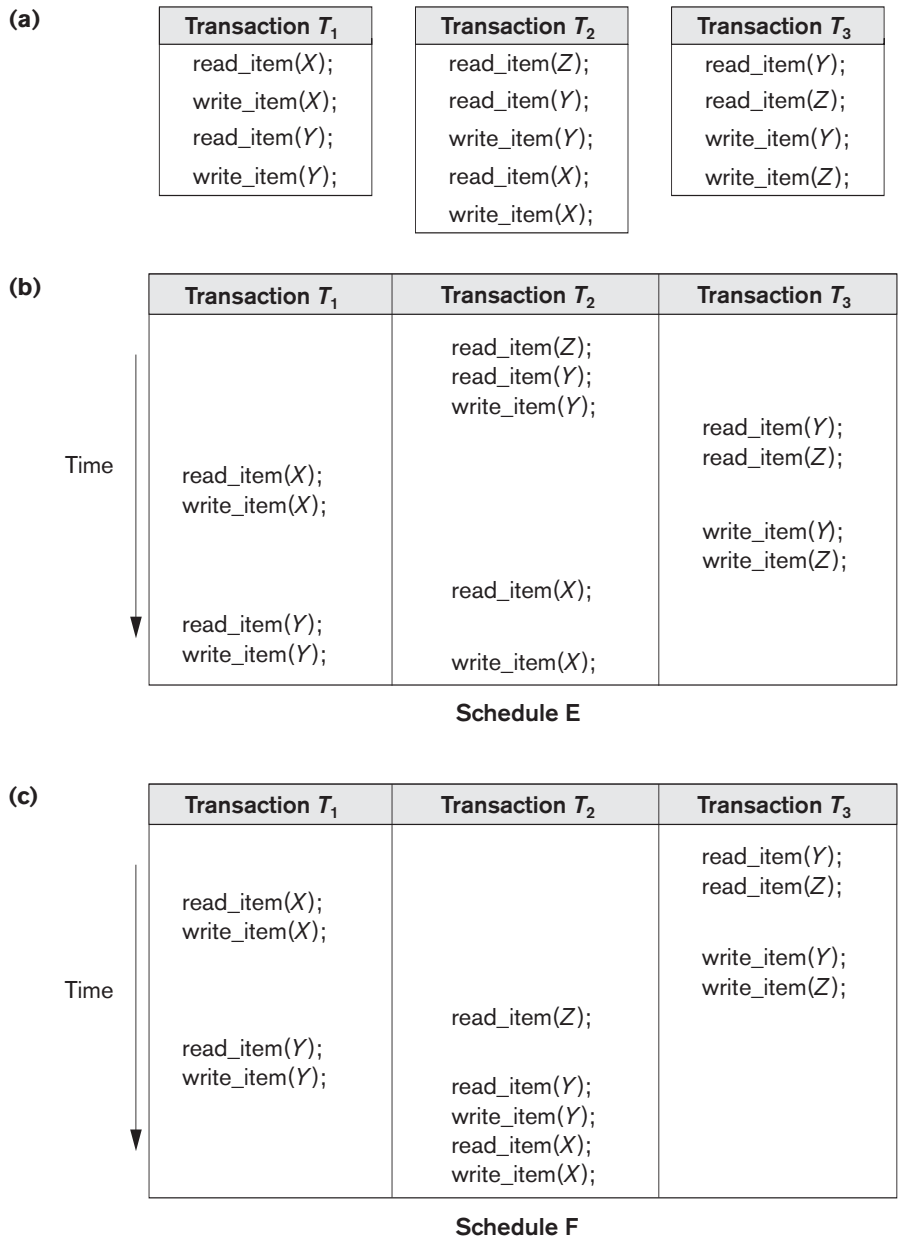 (a)
Transaction T1 Transaction T2 Transaction T3
read_item(X); read_item(Z); read_item(Y);
write_item(X); read_item(Y); read_item(Z);
read_item(Y); write_item(Y); write_item(Y);
write_item(Y); read_item(X); write_item(Z);
write_item(X);
(b)
Transaction T1 Transaction T2 Transaction T3
read_item(Z);
read_item(Y);
write_item(Y);
read_item(Y);
Time read_item(X); read_item(Z);
write_item(X);
write_item(Y);
write_item(Z);
read_item(X);
read_item(Y);
write_item(Y); write_item(X);
Schedule E
(c)
Transaction T1 Transaction T2 Transaction T3
read_item(Y);
read_item(Z);
read_item(X);
write_item(X);
write_item(Y);
Time write_item(Z);
read_item(Z);
read_item(Y);
write_item(Y); read_item(Y);
write_item(Y);
read_item(X);
write_item(X);
Schedule F